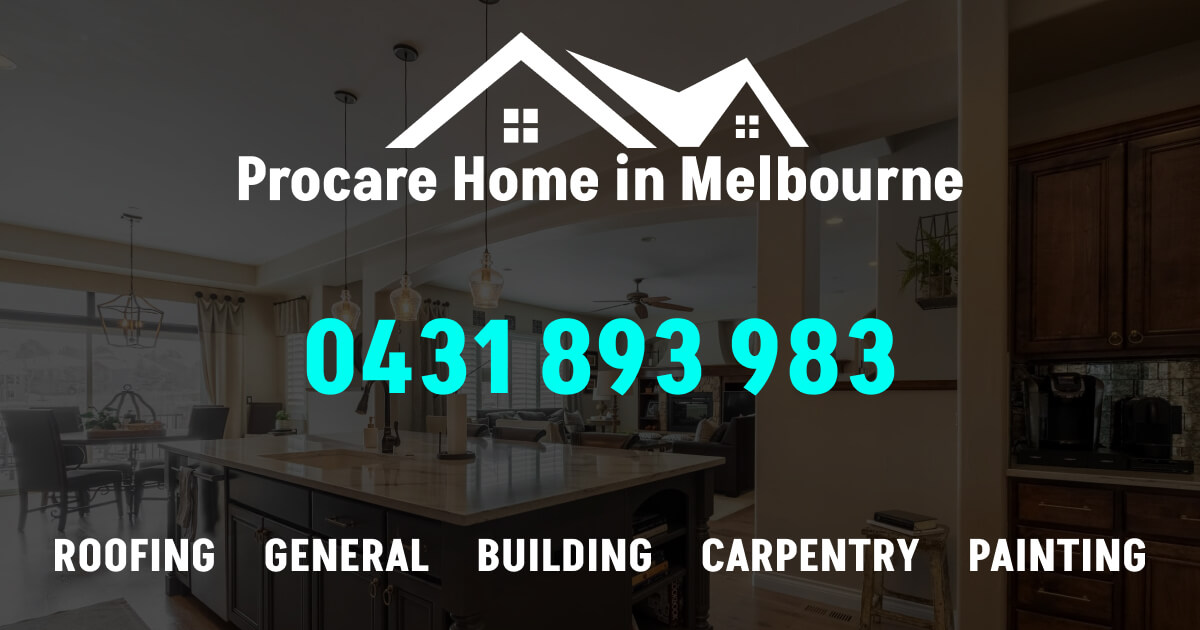 Procare Home in Melbourne
0431 893 983
ROOFING GENERAL BUILDING CARPENTRY PAINTING